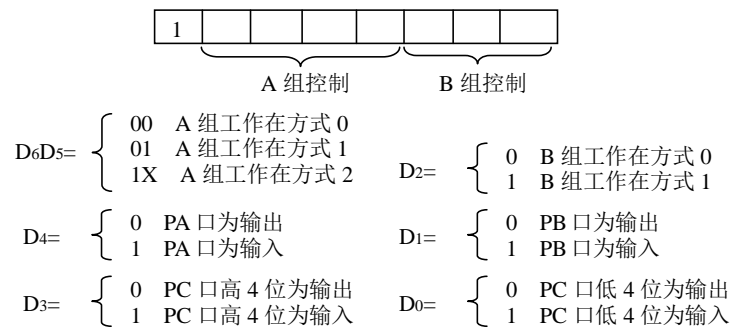 1
A 组控制 B 组控制
D6D5= 00 A 组工作在方式 0
01 A 组工作在方式 1
1X A 组工作在方式 2
D2= 0 B 组工作在方式 0
1 B 组工作在方式 1
D4= 0 PA 口为输出
1 PA 口为输入
D1= 0 PB 口为输出
1 PB 口为输入
D3= 0 PC 口高 4 位为输出
1 PC 口高 4 位为输入
D0= 0 PC 口低 4 位为输出
1 PC 口低 4 位为输入